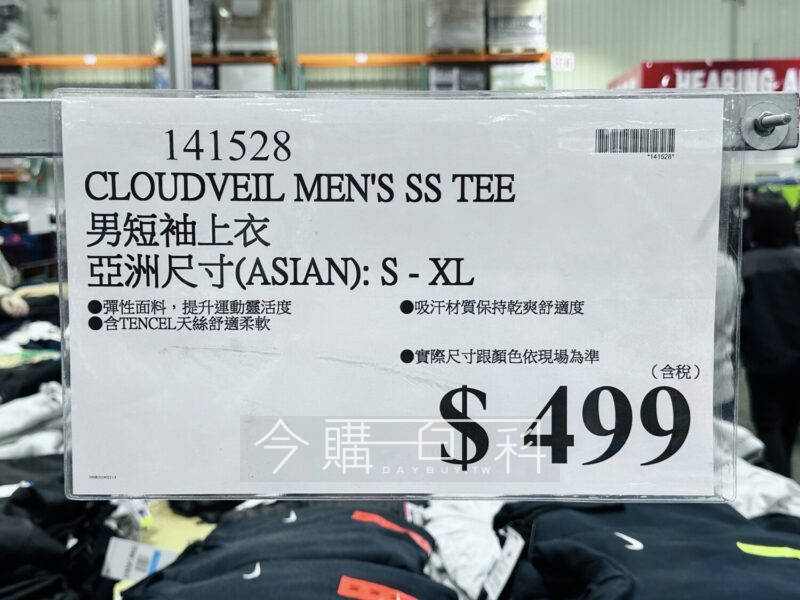 HEARING A
141528
*141528*
CLOUDVEIL MEN'S SS TEE
男短袖上衣
亞洲尺寸(ASIAN): S - XL
●彈性面料，提升運動靈活度
●吸汗材質保持乾爽舒適度
●含TENCEL天絲舒適柔軟
●實際尺寸跟顏色依現場為準
（含稅）
$ 499
今購百科
DAYBUY.TW